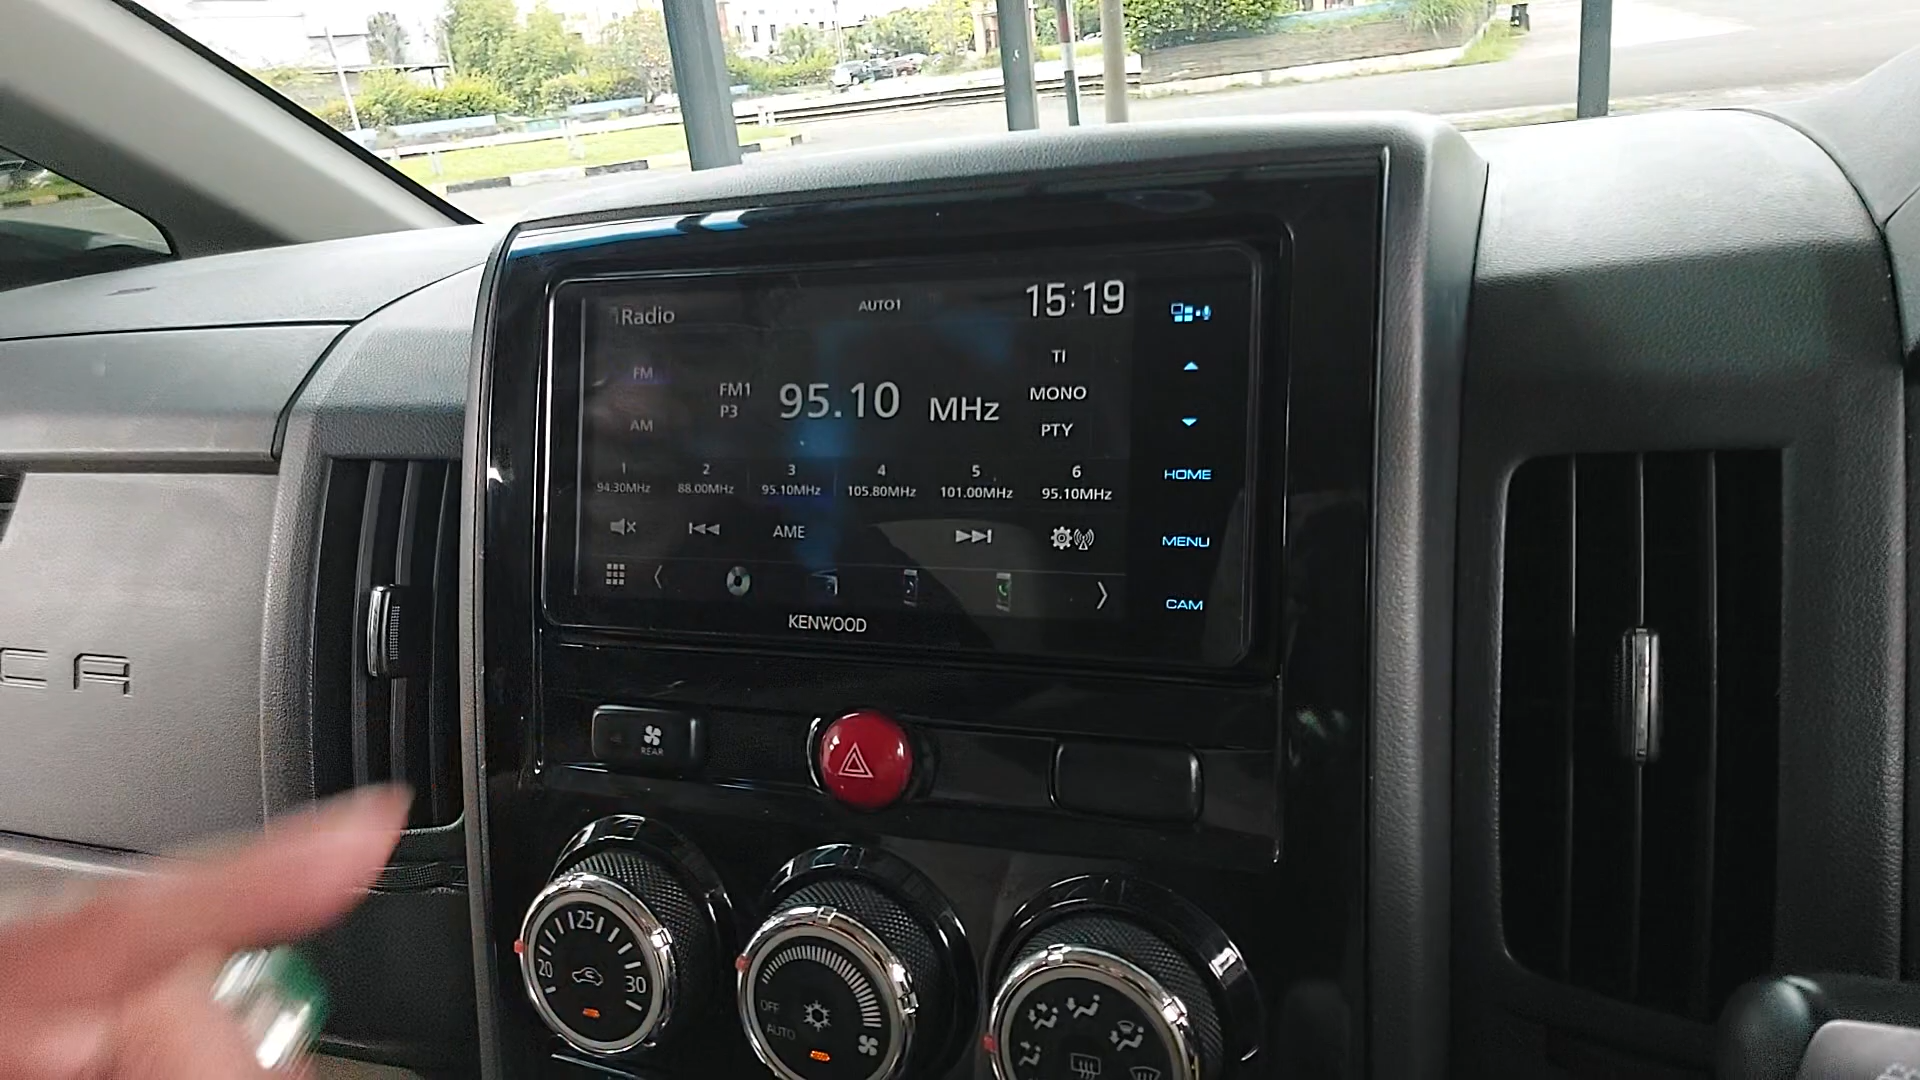 Radio
AUTO1
15:19
FM
FM1
P3
95.10 MHz
TI
MONO
PTY
AM
1 2 3 4 5 6
94.30MHz 88.00MHz 95.10MHz 105.80MHz 101.00MHz 95.10MHz
AME
HOME
MENU
CAM
KENWOOD
CA
REAR
20 25 30
OFF
AUTO